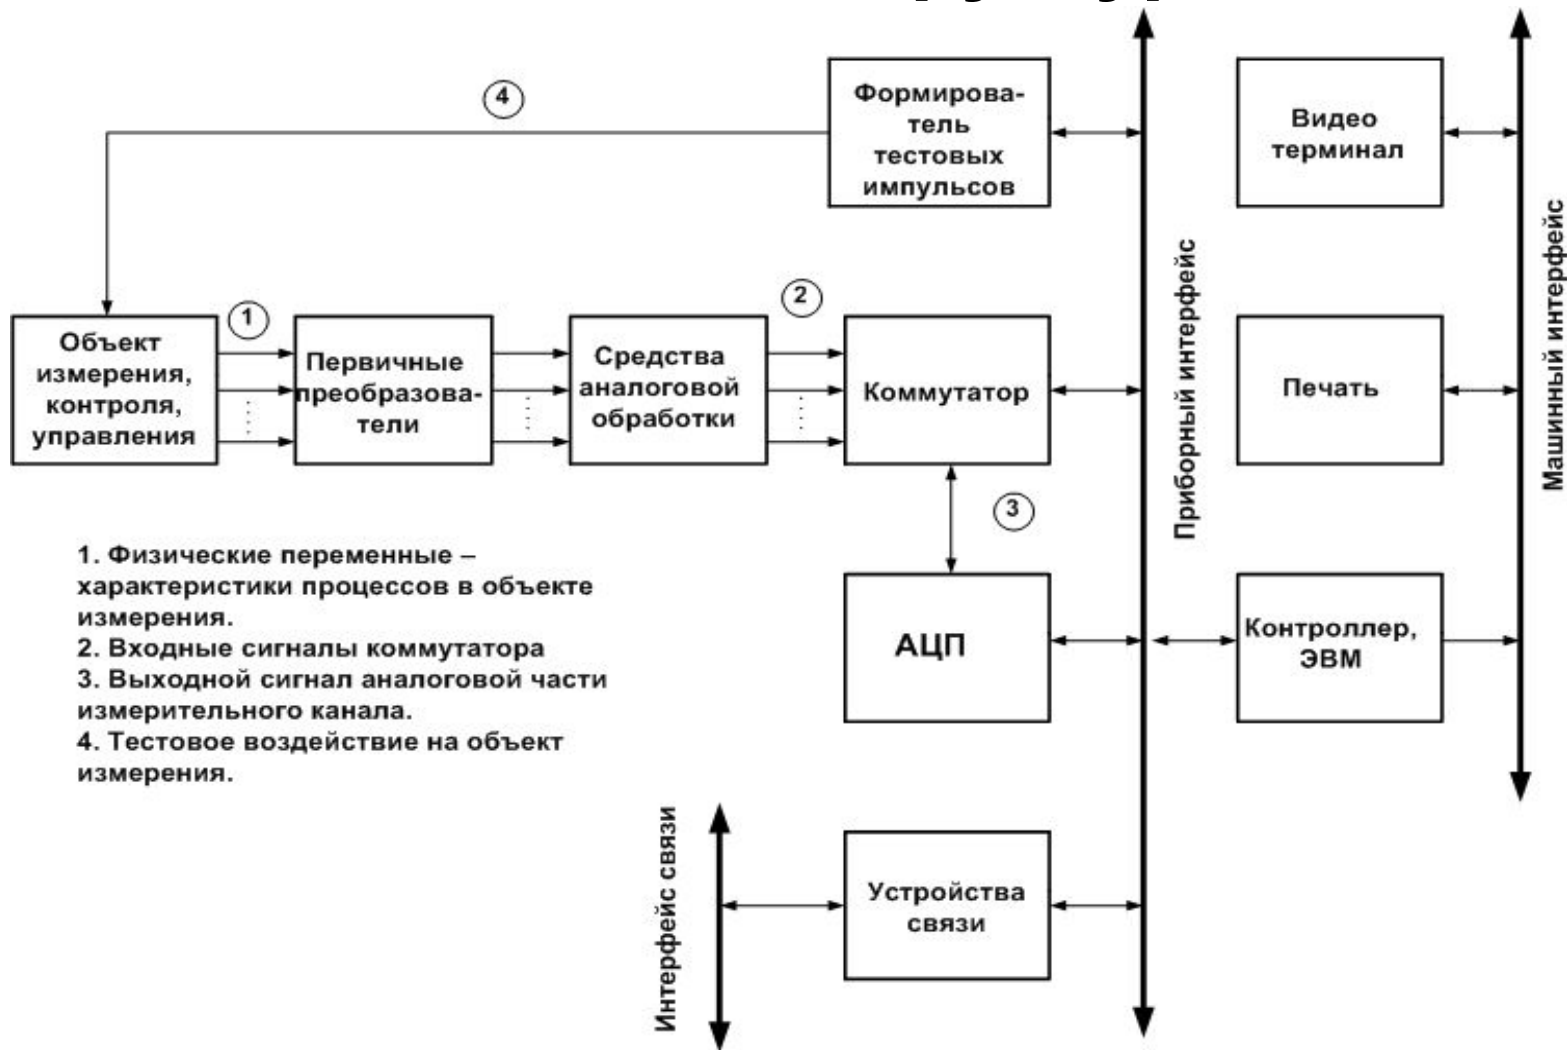 4
Формирова-
тель
тестовых
импульсов
Видео
терминал
1
2
Объект
измерения,
контроля,
управления
Первичные
преобразова-
тели
Средства
аналоговой
обработки
Коммутатор
Приборный интерфейс
Печать
Машинный интерфейс
3
1. Физические переменные –
характеристики процессов в объекте
измерения.
2. Входные сигналы коммутатора
3. Выходной сигнал аналоговой части
измерительного канала.
4. Тестовое воздействие на объект
измерения.
АЦП
Контроллер,
ЭВМ
Интерфейс связи
Устройства
связи